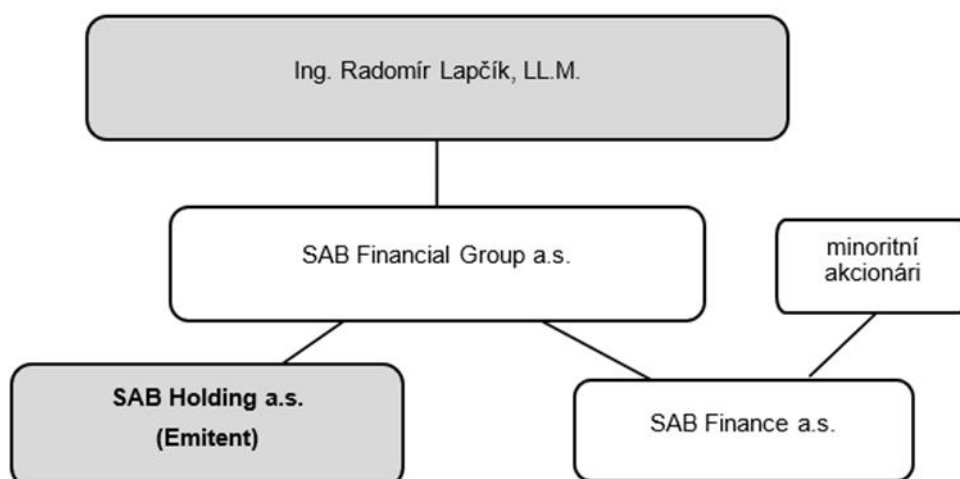 Ing. Radomír Lapčík, LL.M.
SAB Financial Group a.s.
minoritní
akcionári
SAB Holding a.s.
(Emitent)
SAB Finance a.s.